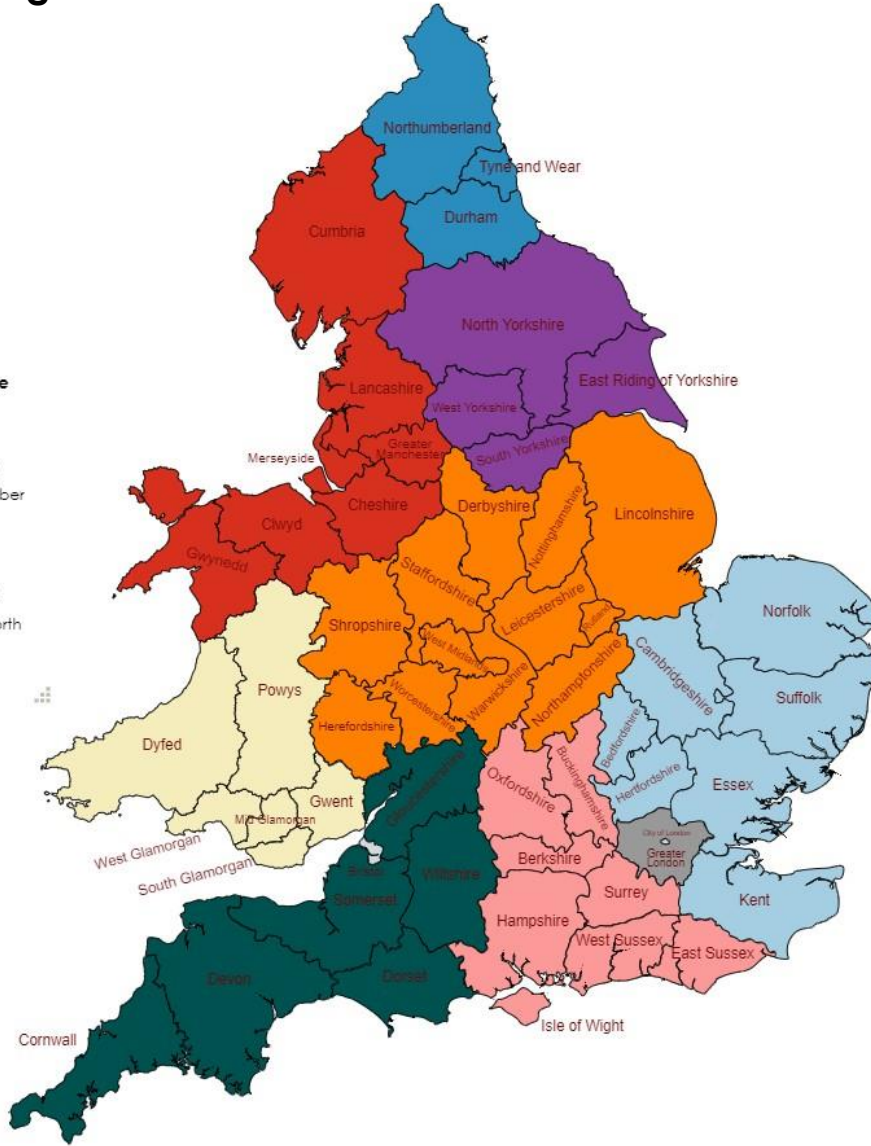 Northumberland
Tyne and Wear
Durham
Cumbria
North Yorkshire
e
East Riding of Yorkshire
Lancashire
West Yorkshire
Greater
Manchester
South Yorkshire
Merseyside
ber
Cheshire
Derbyshire
Nottinghamshire
Lincolnshire
Clwyd
Gwynedd
Staffordshire
Leicestershire
Rutland
Norfolk
orth
Shropshire
West Midlands
Cambridgeshire
Powys
Worcestershire
Warwickshire
Northamptonshire
Suffolk
Herefordshire
Dyfed
Bedfordshire
Buckinghamshire
Oxfordshire
Hertfordshire
Essex
Gwent
Gloucestershire
Mid Glamorgan
West Glamorgan
South Glamorgan
City of London
Greater
London
Berkshire
Bristol
Wiltshire
Somerset
Surrey
Kent
Hampshire
West Sussex
East Sussex
Devon
Dorset
Isle of Wight
Cornwall